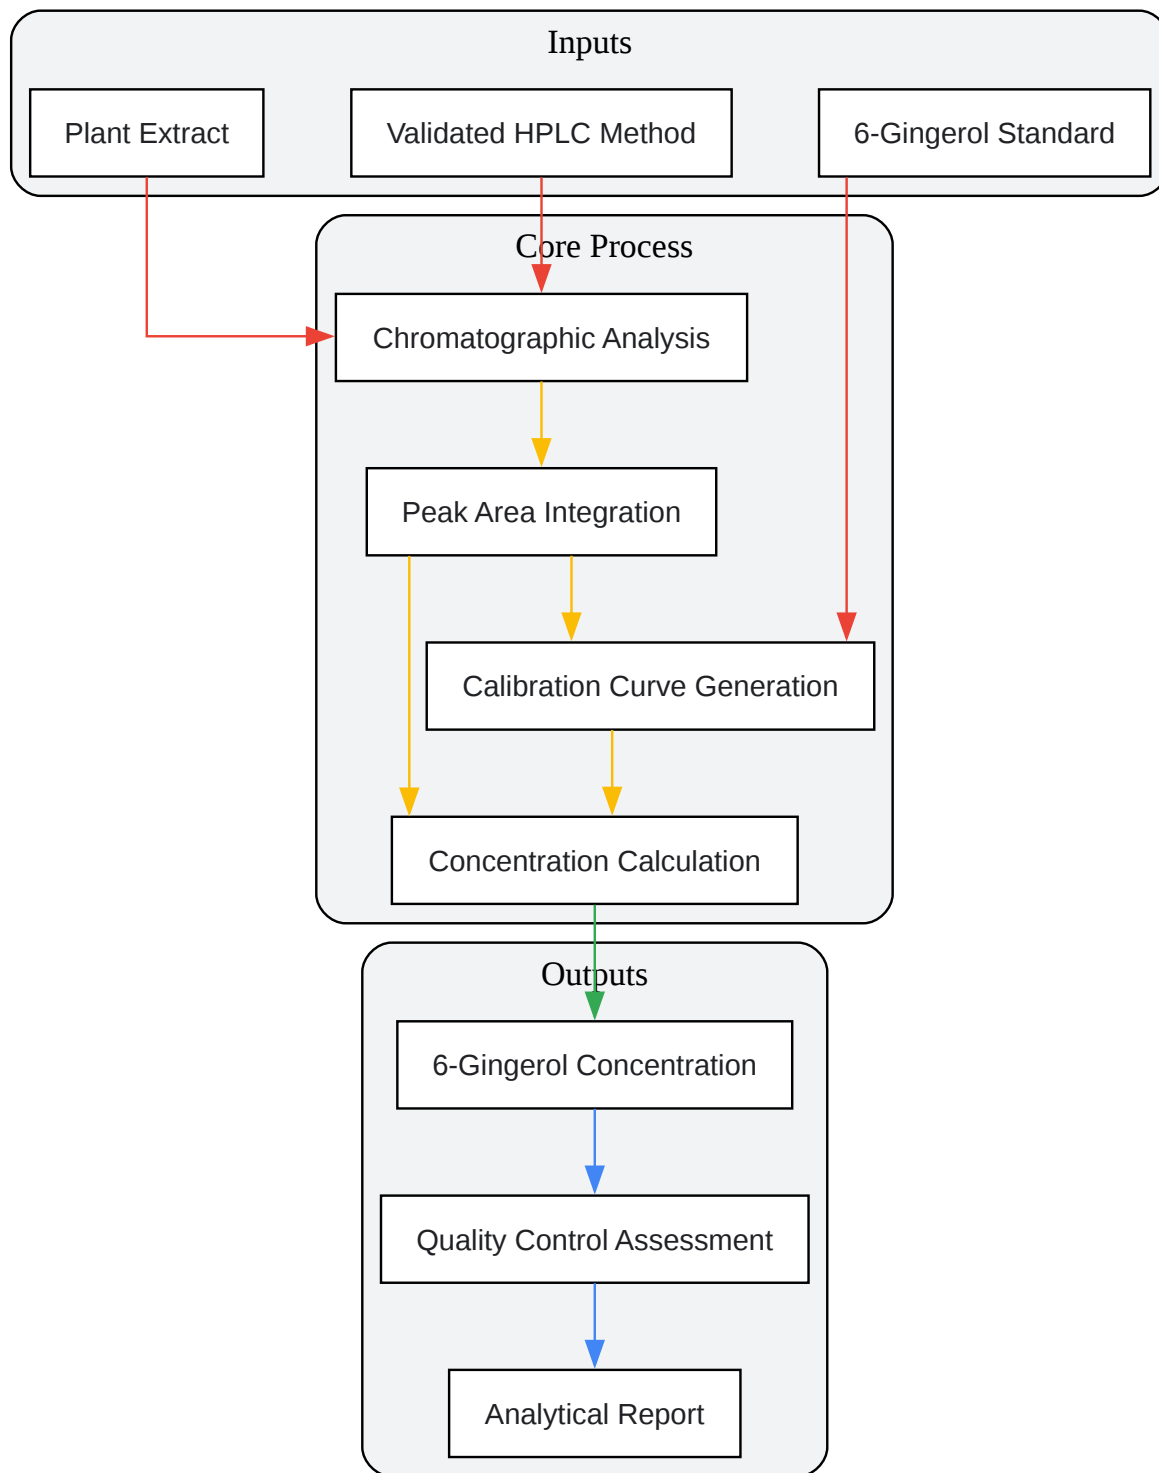 Inputs
Plant Extract
Validated HPLC Method
6-Gingerol Standard
Core Process
Chromatographic Analysis
Peak Area Integration
Calibration Curve Generation
Concentration Calculation
Outputs
6-Gingerol Concentration
Quality Control Assessment
Analytical Report